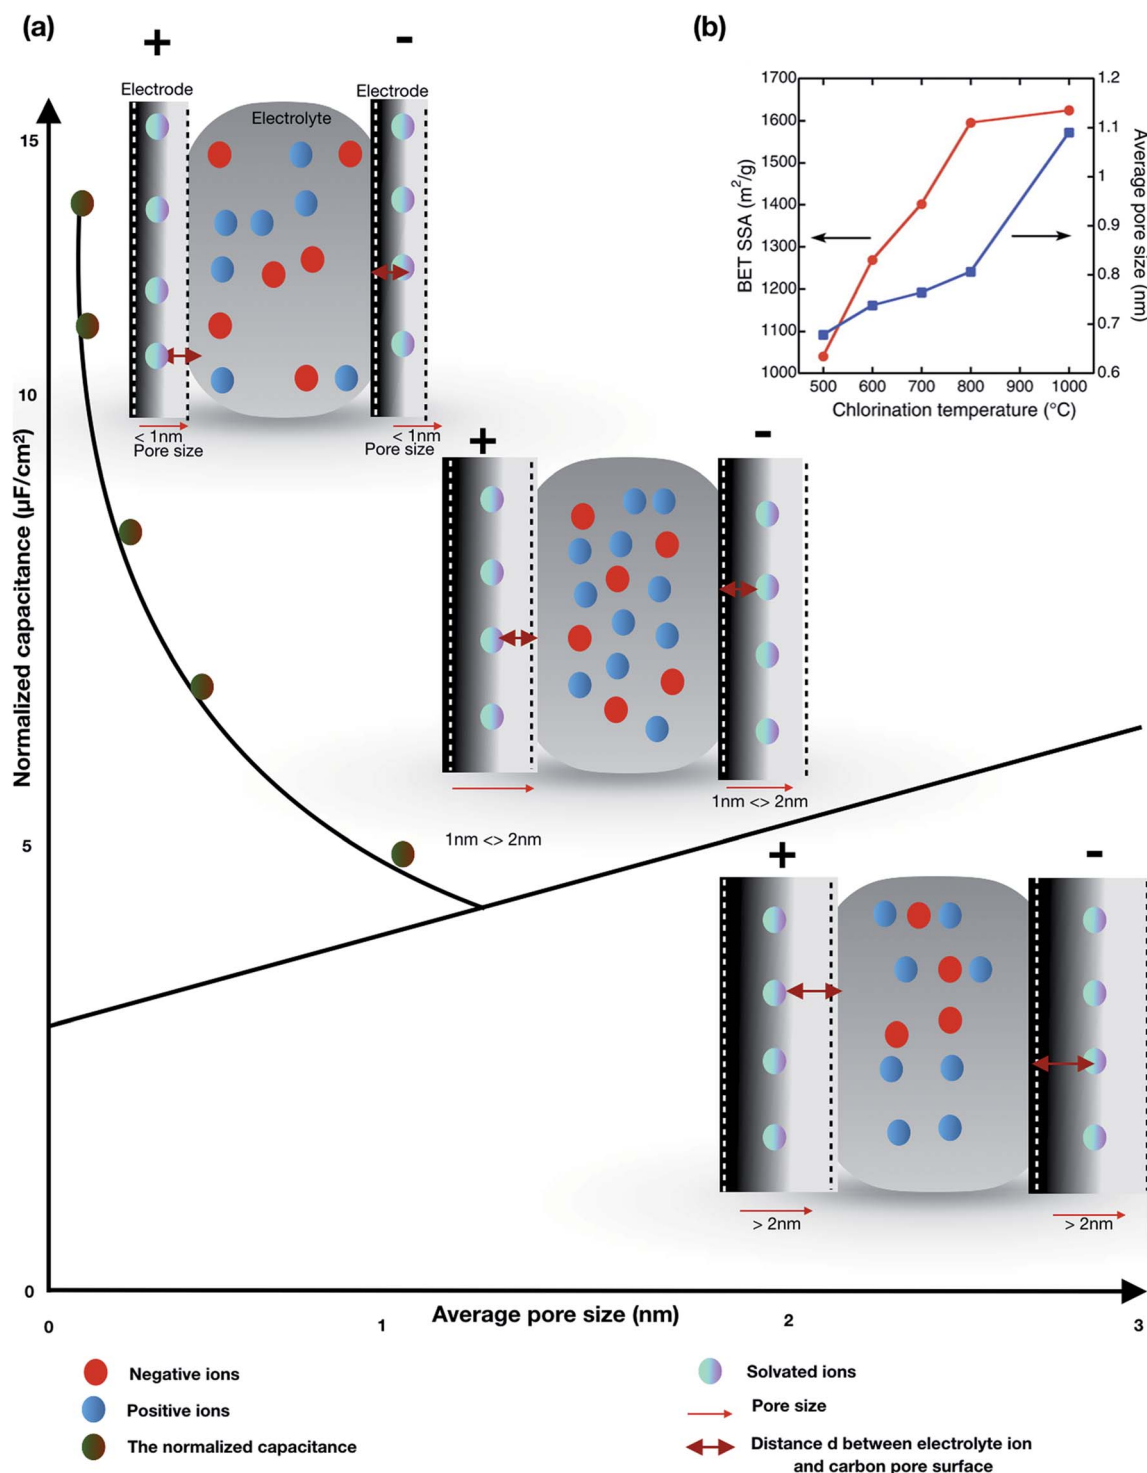 (a)
+
-
Electrode
Electrode
Electrolyte
15
10
5
0
Normalized capacitance (µF/cm²)
< 1nm
Pore size
< 1nm
Pore size
(b)
1700
1600
1500
1400
1300
1200
1100
1000
BET SSA (m²/g)
1.2
1.1
1
0.9
0.8
0.7
0.6
Average pore size (nm)
500 600 700 800 900 1000
Chlorination temperature (°C)
+
-
1nm <> 2nm
1nm <> 2nm
+
-
> 2nm
> 2nm
0 1 2 3
Average pore size (nm)
Negative ions
Positive ions
The normalized capacitance
Solvated ions
Pore size
Distance d between electrolyte ion
and carbon pore surface